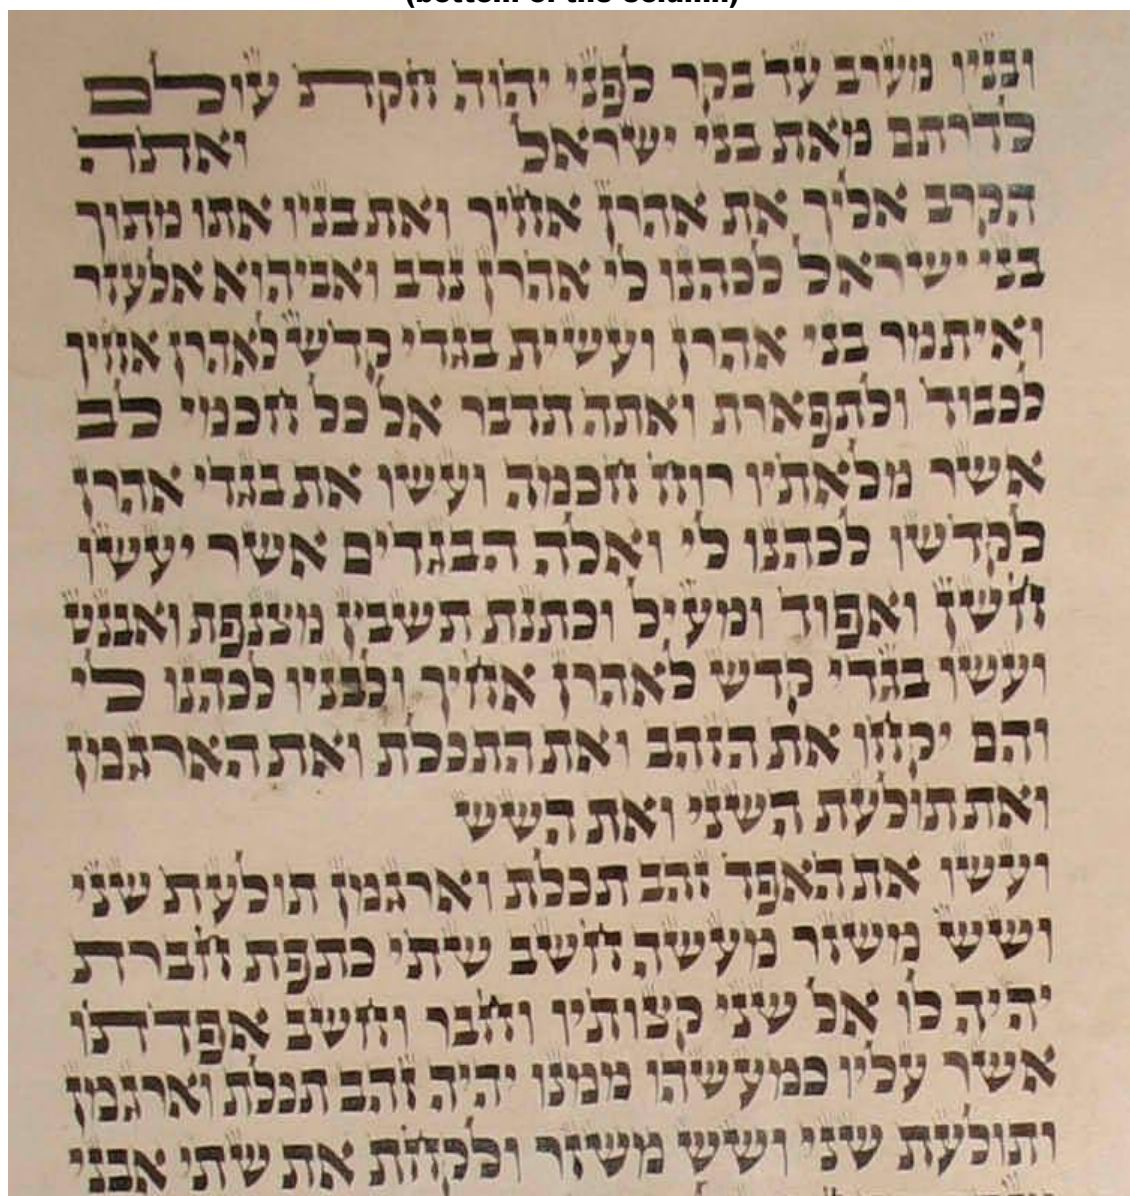 (bottom of the column)
ובניו מערב עד בקר לפני יהוה חקת עולם
לדרתם מאת בני ישראל ואתה
הקרב אליך את אהרן אחיך ואת בניו אתו מתוך
בני ישראל לכהנו לי אהרן נדב ואביהוא אלעזר
ואיתמר בני אהרן ועשית בגדי קדש לאהרן אחיך
לכבוד ולתפארת ואתה תדבר אל כל חכמי לב
אשר מלאתיו רוח חכמה ועשו את בגדי אהרן
לקדשו לכהנו לי ואלה הבגדים אשר יעשו
חשן ואפוד ומעיל וכתנת תשבץ מצנפת ואבנט
ועשו בגדי קדש לאהרן אחיך ולבניו לכהנו לי
והם יקחו את הזהב ואת התכלת ואת הארגמן
ואת תולעת השני ואת השש
ועשו את האפד זהב תכלת וארגמן תולעת שני
ושש משזר מעשה חשב שתי כתפת חברת
יהיה לו אל שני קצותיו וחבר וחשב אפדתו
אשר עליו כמעשהו ממנו יהיה זהב תכלת וארגמן
ותולעת שני ושש משזר ולקחת את שתי אבני